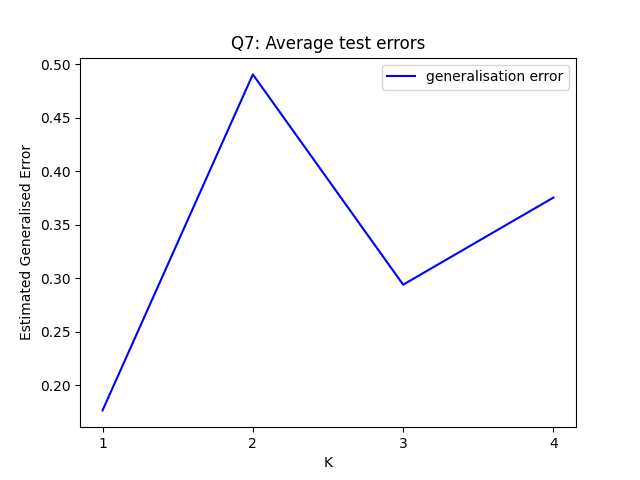 Q7: Average test errors
generalisation error
Estimated Generalised Error
0.50
0.45
0.40
0.35
0.30
0.25
0.20
1 2 3 4
K